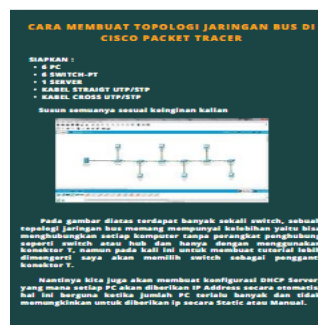 CARA MEMBUAT TOPOLOGI JARINGAN BUS DI
CISCO PACKET TRACER
SIAPKAN :
• 6 PC
• 6 SWITCH-PT
• 1 SERVER
• KABEL STRAIGT UTP/STP
• KABEL CROSS UTP/STP
Susun semuanya sesuai keinginan kalian
Pada gambar diatas terdapat banyak sekali switch, sebuah
topologi jaringan bus memang mempunyai kelebihan yaitu bisa
menghubungkan setiap komputer tanpa perangkat penghubung
seperti switch atau hub dan hanya dengan menggunakan
konektor T, namun pada kali ini untuk membuat tutorial lebih
dimengerti saya akan memilih switch sebagai pengganti
konektor T.
Nantinya kita juga akan membuat konfigurasi DHCP Server
yang mana setiap PC akan diberikan IP Address secara otomatis,
hal ini berguna ketika jumlah PC terlalu banyak dan tidak
memungkinkan untuk diberikan ip secara Static atau Manual.